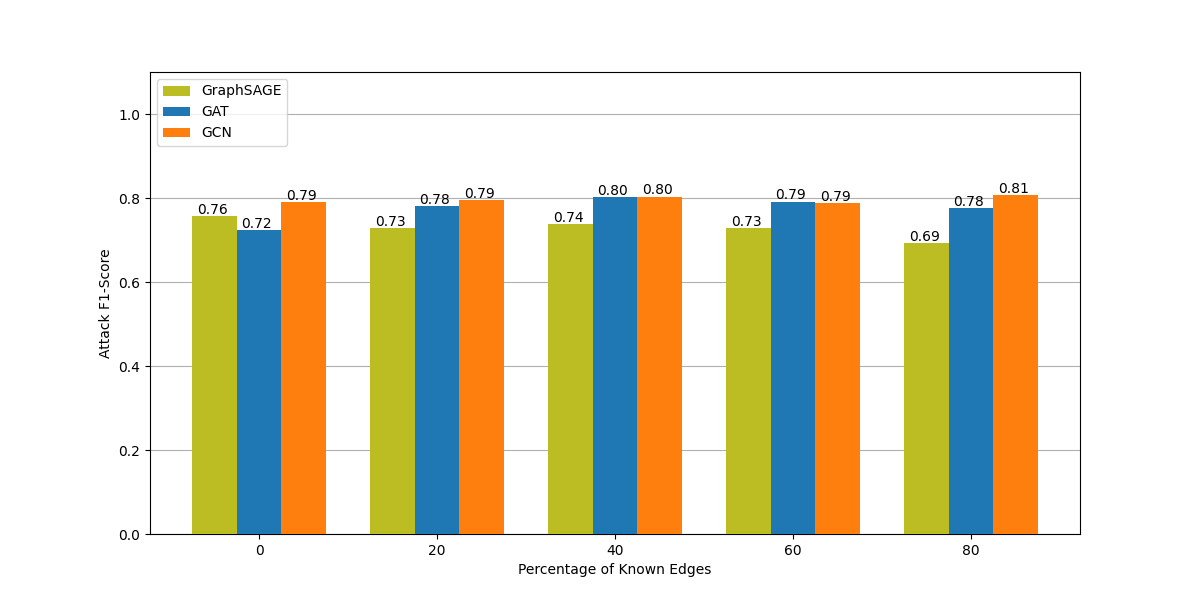 GraphSAGE
GAT
GCN
Attack F1-Score
1.0
0.8
0.6
0.4
0.2
0.0
0.76 0.72 0.79 0.73 0.78 0.79 0.74 0.80 0.80 0.73 0.79 0.79 0.69 0.78 0.81
0 20 40 60 80
Percentage of Known Edges